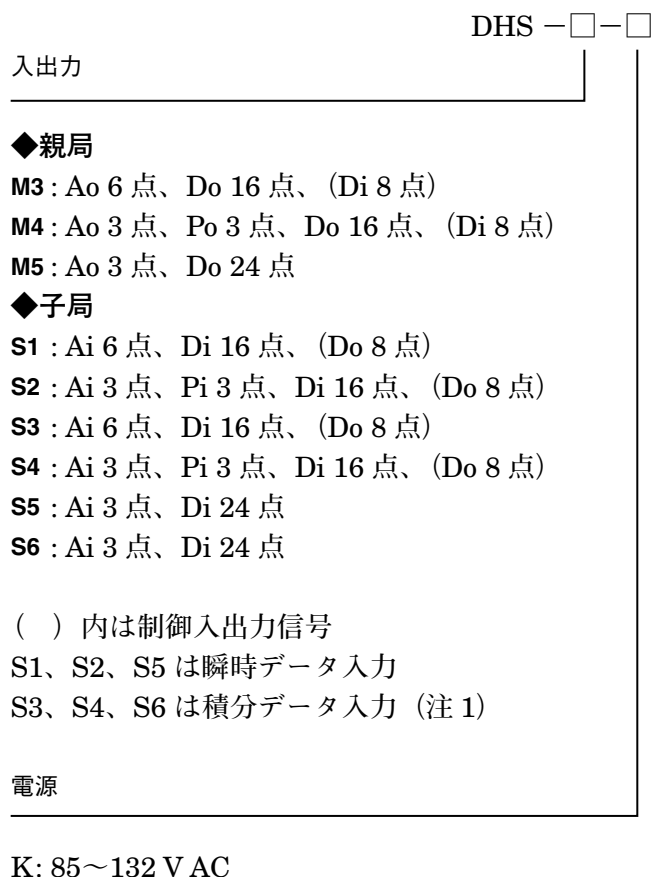 DHS －□－□
入出力
◆親局
M3 : Ao 6 点、Do 16 点、（Di 8 点）
M4 : Ao 3 点、Po 3 点、Do 16 点、（Di 8 点）
M5 : Ao 3 点、Do 24 点
◆子局
S1 : Ai 6 点、Di 16 点、（Do 8 点）
S2 : Ai 3 点、Pi 3 点、Di 16 点、（Do 8 点）
S3 : Ai 6 点、Di 16 点、（Do 8 点）
S4 : Ai 3 点、Pi 3 点、Di 16 点、（Do 8 点）
S5 : Ai 3 点、Di 24 点
S6 : Ai 3 点、Di 24 点
（　）内は制御入出力信号
S1、S2、S5 は瞬時データ入力
S3、S4、S6 は積分データ入力（注 1）
電源
K: 85～132 V AC